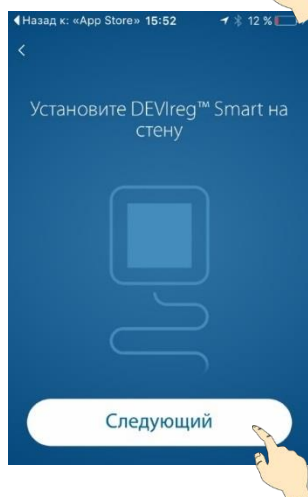 Назад к: «App Store» 15:52 12 %
Установите DEVIreg™ Smart на
стену
Следующий